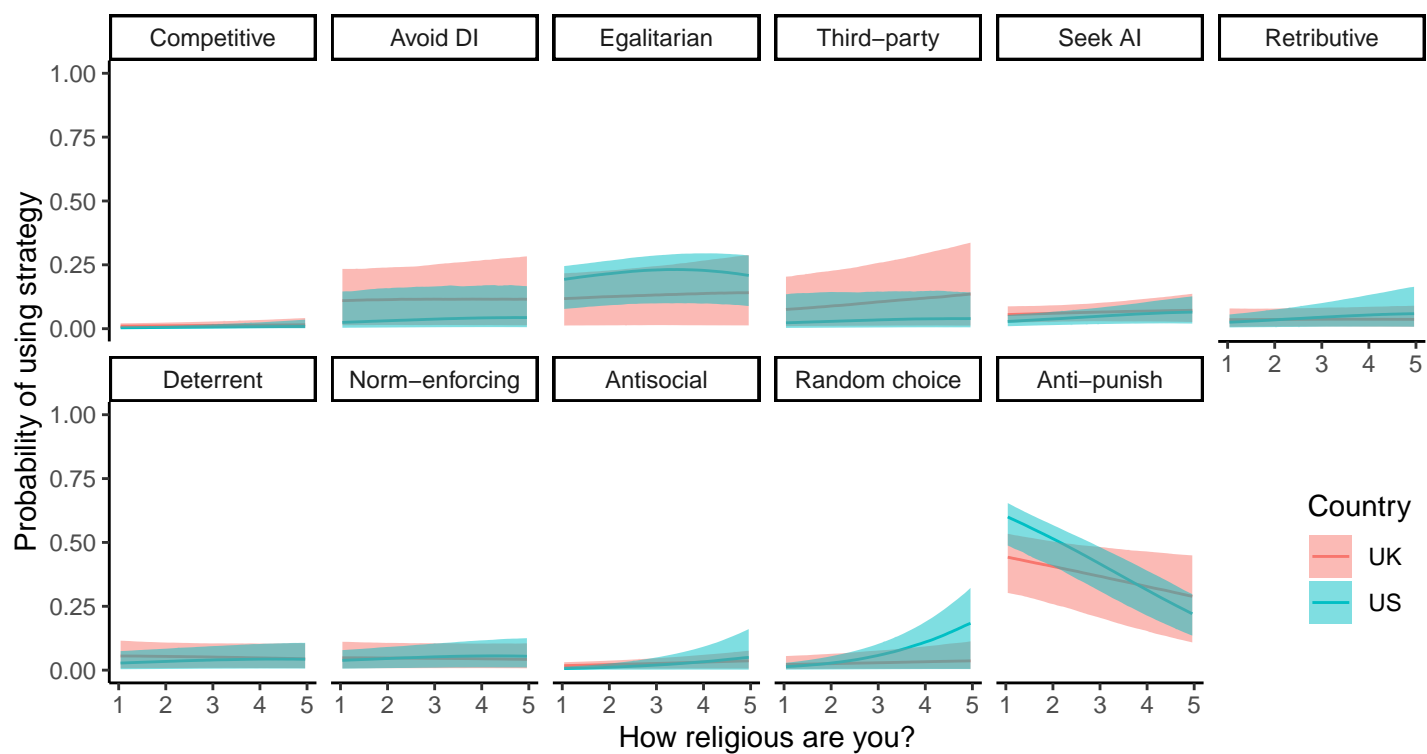 Competitive Avoid DI Egalitarian Third−party Seek AI Retributive
1.00
0.75
0.50
0.25
0.00
1 2 3 4 5
Deterrent Norm−enforcing Antisocial Random choice Anti−punish
1.00
0.75
0.50
0.25
0.00
1 2 3 4 5 1 2 3 4 5 1 2 3 4 5 1 2 3 4 5 1 2 3 4 5
Probability of using strategy
How religious are you?
Country
UK
US